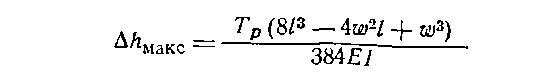 Δh_макс = T_p (8l³ — 4w²l + w³) / 384EI